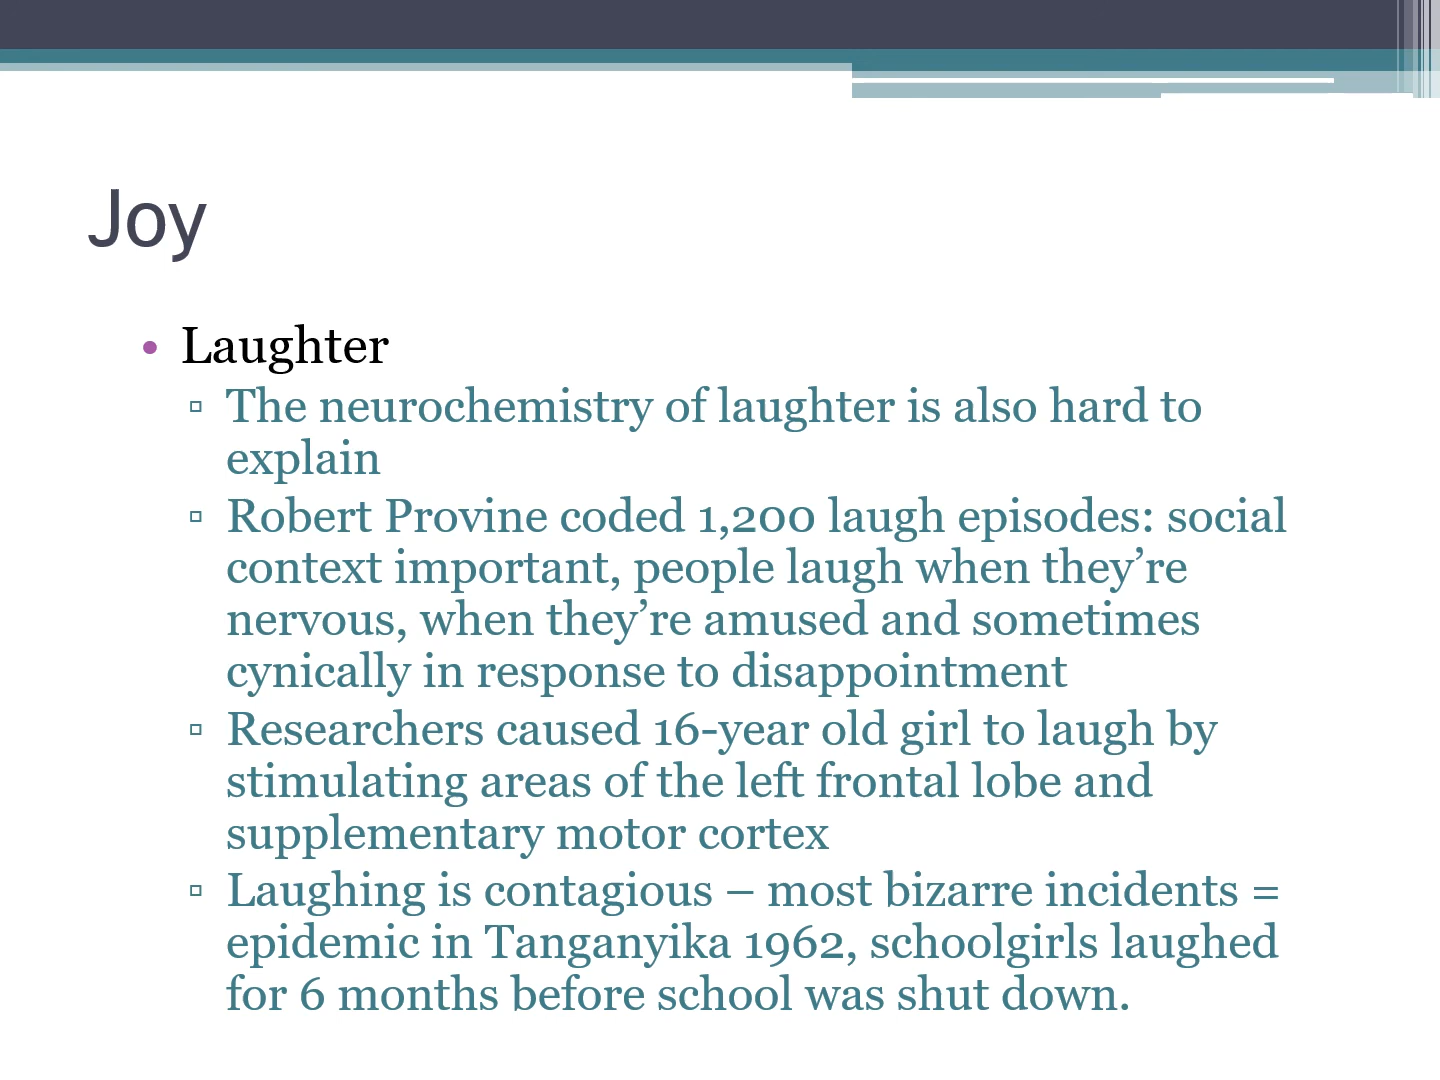 Joy
• Laughter
▫ The neurochemistry of laughter is also hard to
explain
▫ Robert Provine coded 1,200 laugh episodes: social
context important, people laugh when they’re
nervous, when they’re amused and sometimes
cynically in response to disappointment
▫ Researchers caused 16-year old girl to laugh by
stimulating areas of the left frontal lobe and
supplementary motor cortex
▫ Laughing is contagious – most bizarre incidents =
epidemic in Tanganyika 1962, schoolgirls laughed
for 6 months before school was shut down.